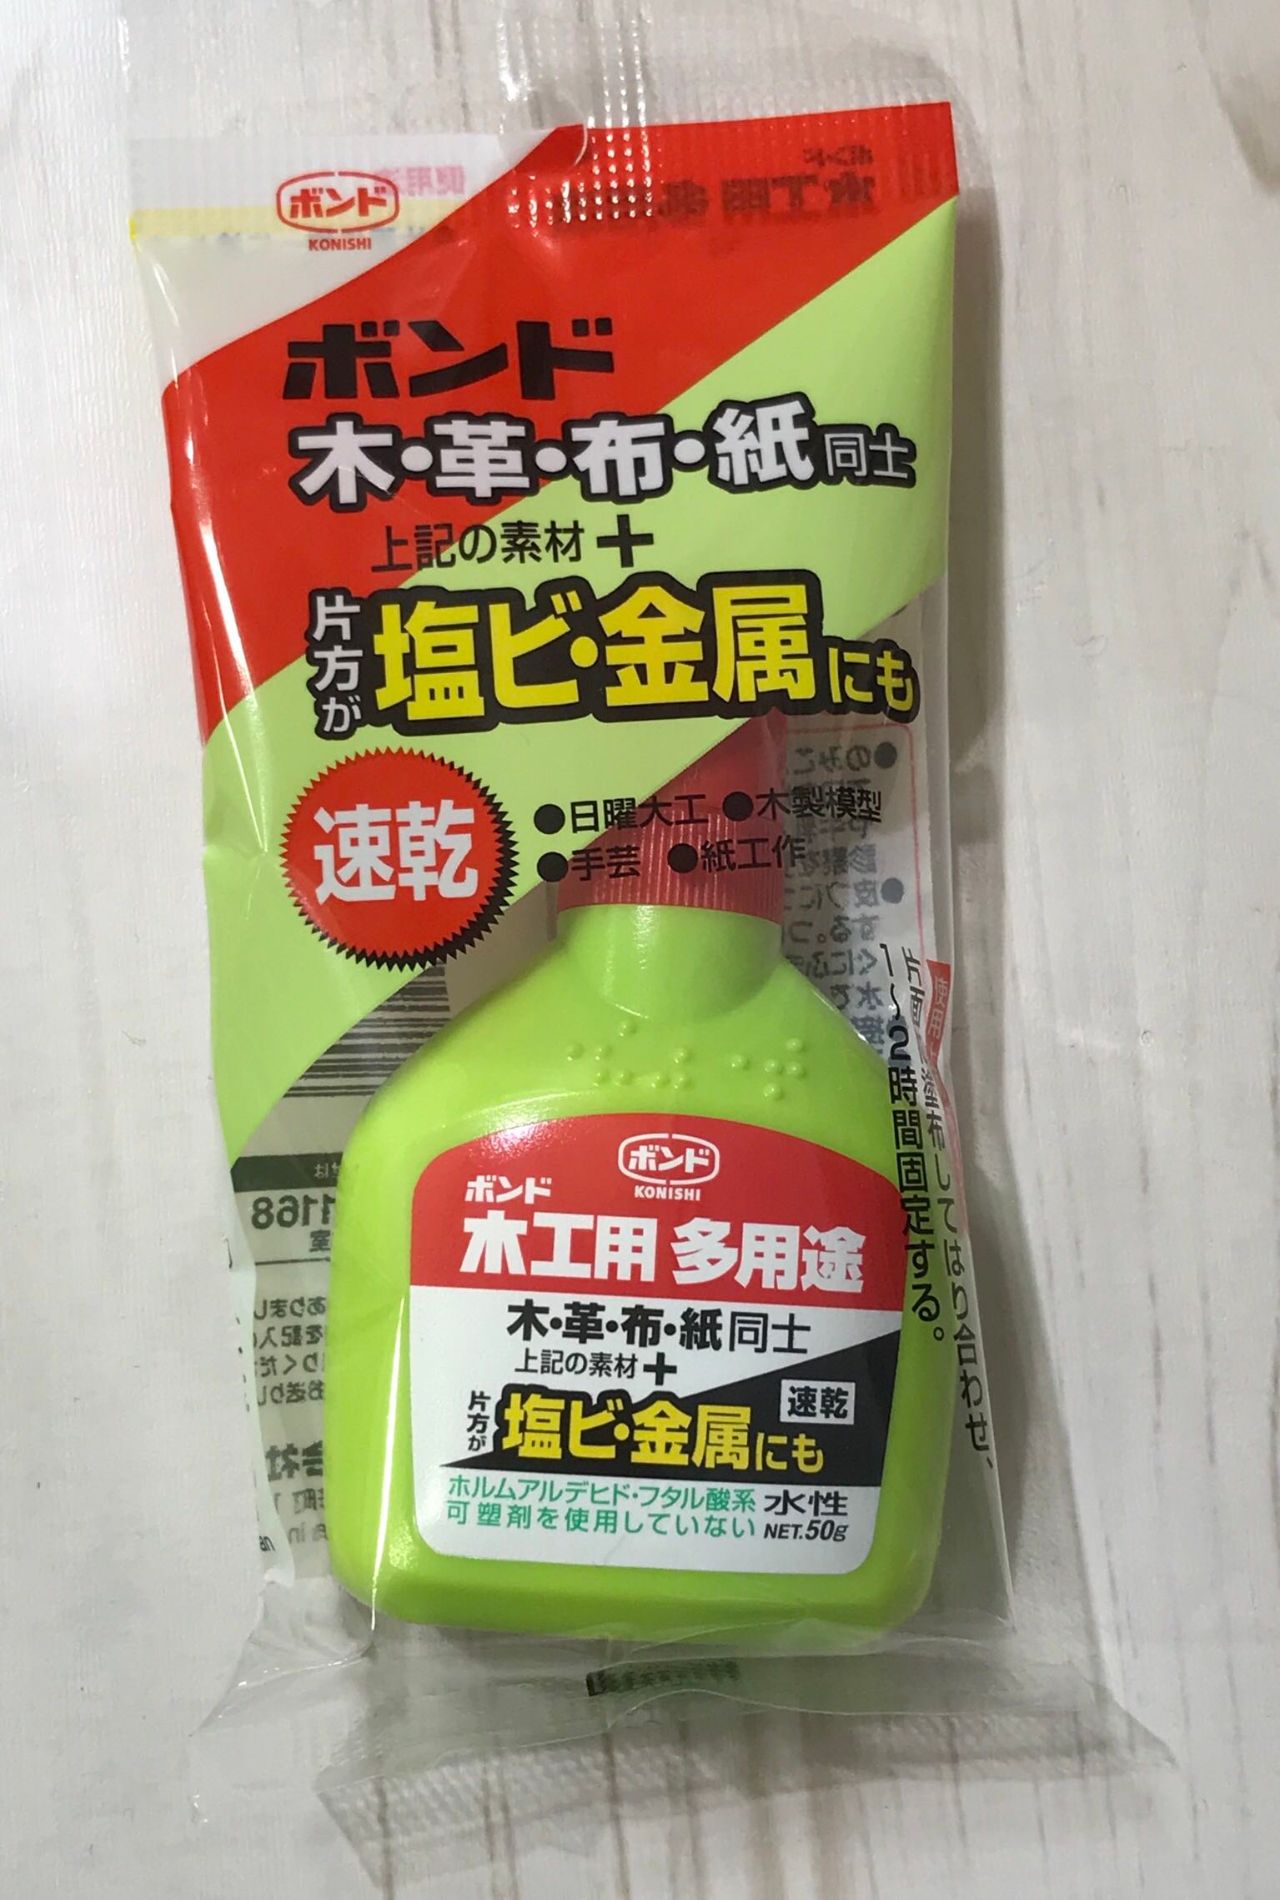 ボンド
KONISHI
ボンド
木・革・布・紙同士
上記の素材+
片方が塩ビ・金属にも
速乾
●日曜大工 ●木製模型
●手芸 ●紙工作
塗布してはり合わせ、
1～2時間固定する。
ボンド
KONISHI
ボンド
木工用 多用途
木・革・布・紙同士
上記の素材+
速乾
片方が塩ビ・金属にも
ホルムアルデヒド・フタル酸系
可塑剤を使用していない
水性
NET.50g